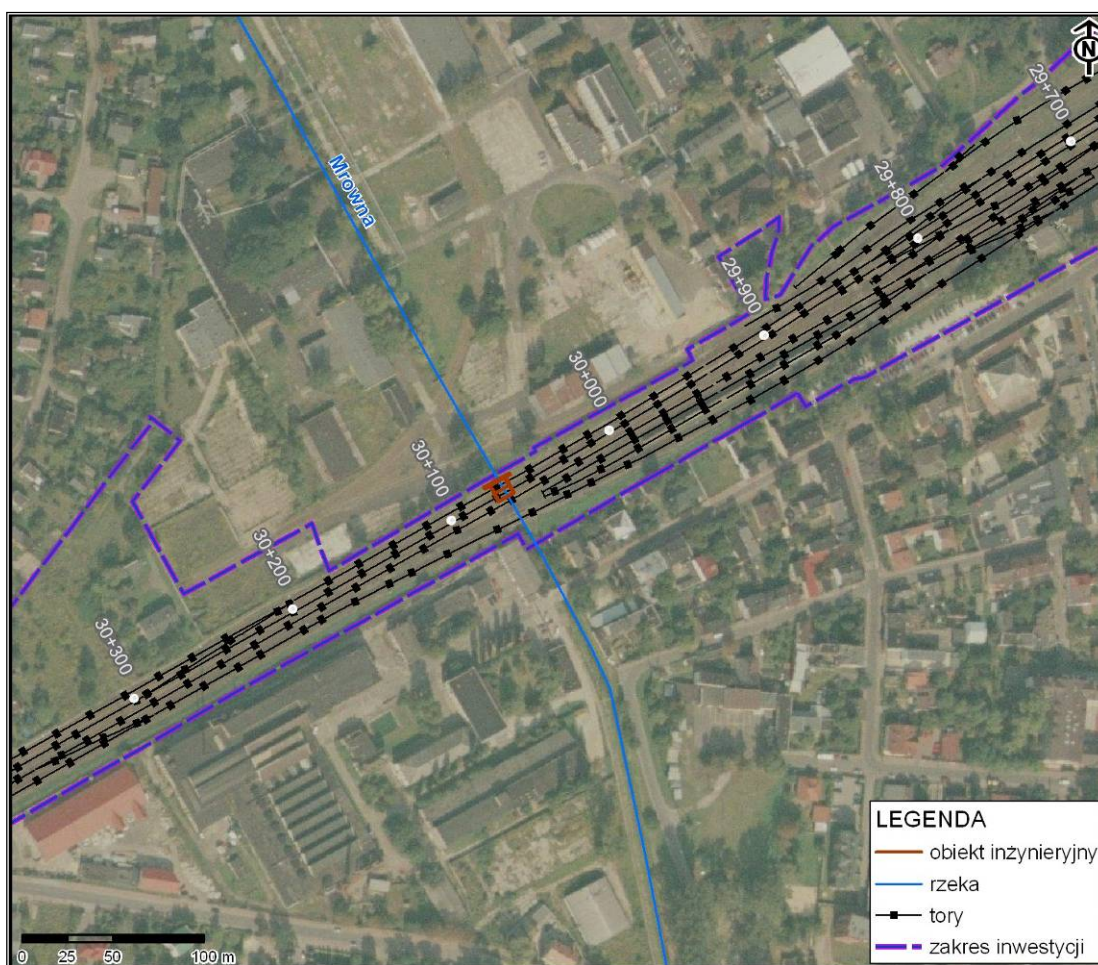 N
29+700
Mrowna
29+800
29+900
30+000
30+100
30+200
30+300
LEGENDA
obiekt inżynieryjny
rzeka
tory
zakres inwestycji
0 25 50 100 m